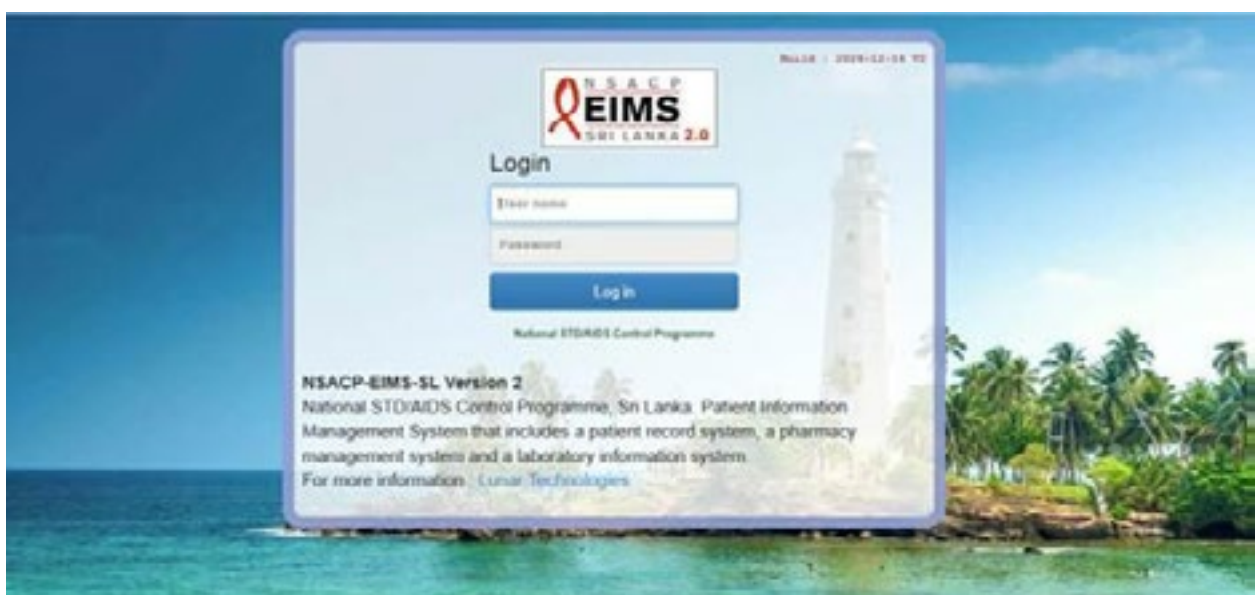 Build :
NSACP
EIMS
SRI LANKA 2.0
Login
User name
Password
Log in
National STD/AIDS Control Programme
NSACP-EIMS-SL Version 2
National STD/AIDS Control Programme, Sri Lanka. Patient Information
Management System that includes a patient record system, a pharmacy
management system and a laboratory information system.
For more information : Lunar Technologies